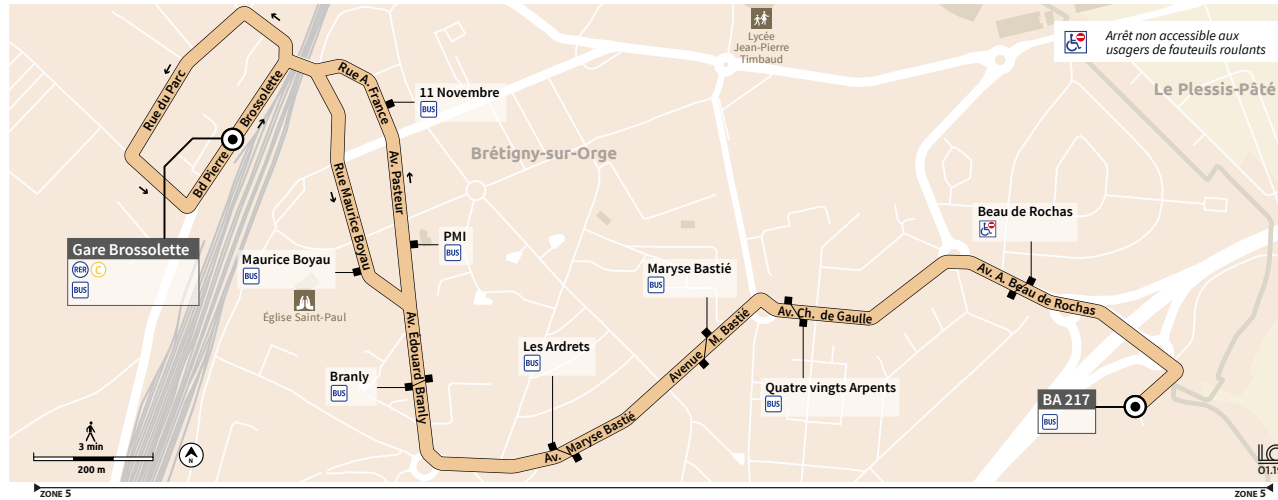 Lycée
Jean-Pierre
Timbaud
Arrêt non accessible aux
usagers de fauteuils roulants
Le Plessis-Pâté
Rue du Parc
Bd Pierre Brossolette
Rue A. France
11 Novembre
BUS
Brétigny-sur-Orge
Av. Pasteur
Rue Maurice Boyau
Gare Brossolette
RER C
BUS
Maurice Boyau
BUS
PMI
BUS
Église Saint-Paul
Beau de Rochas
Av. A. Beau de Rochas
Maryse Bastié
BUS
Av. Ch. de Gaulle
Avenue M. Bastié
Quatre vingts Arpents
BUS
Les Ardrets
BUS
Av. Édouard Branly
Branly
BUS
Av. Maryse Bastié
BA 217
BUS
3 min
200 m
N
01.19
ZONE 5
ZONE 5